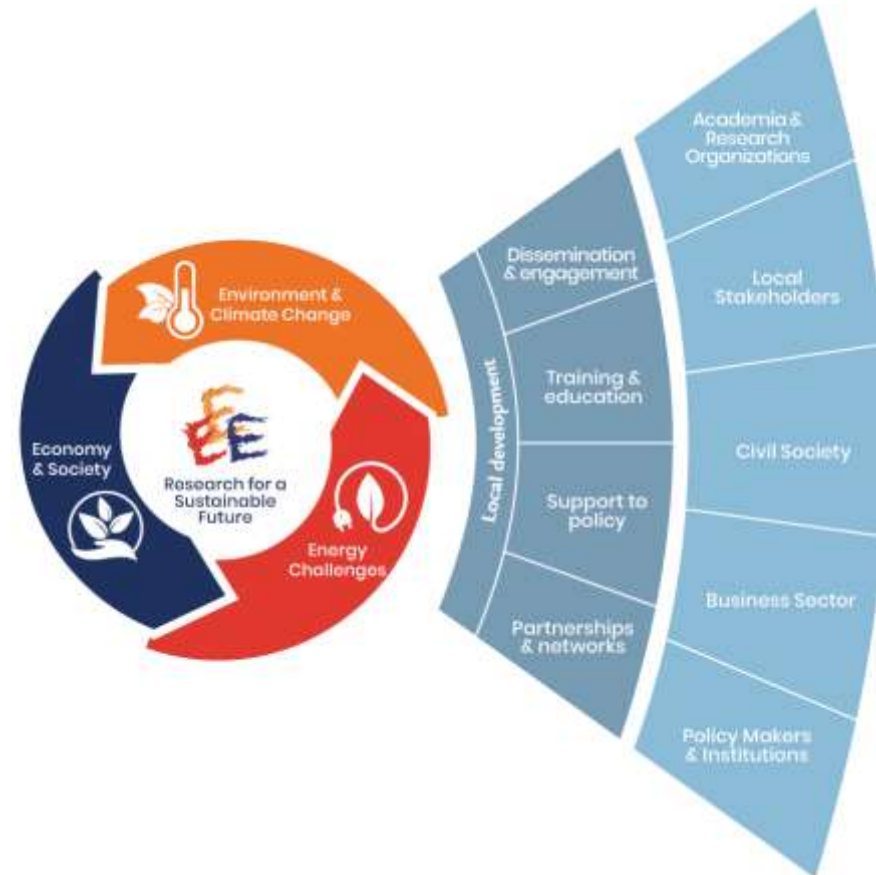 Environment &
Climate Change
Economy
& Society
EEE
Research for a
Sustainable
Future
Energy
Challenges
Local development
Dissemination
& engagement
Training &
education
Support to
policy
Partnerships
& networks
Academia &
Research
Organizations
Local
Stakeholders
Civil Society
Business Sector
Policy Makers
& Institutions